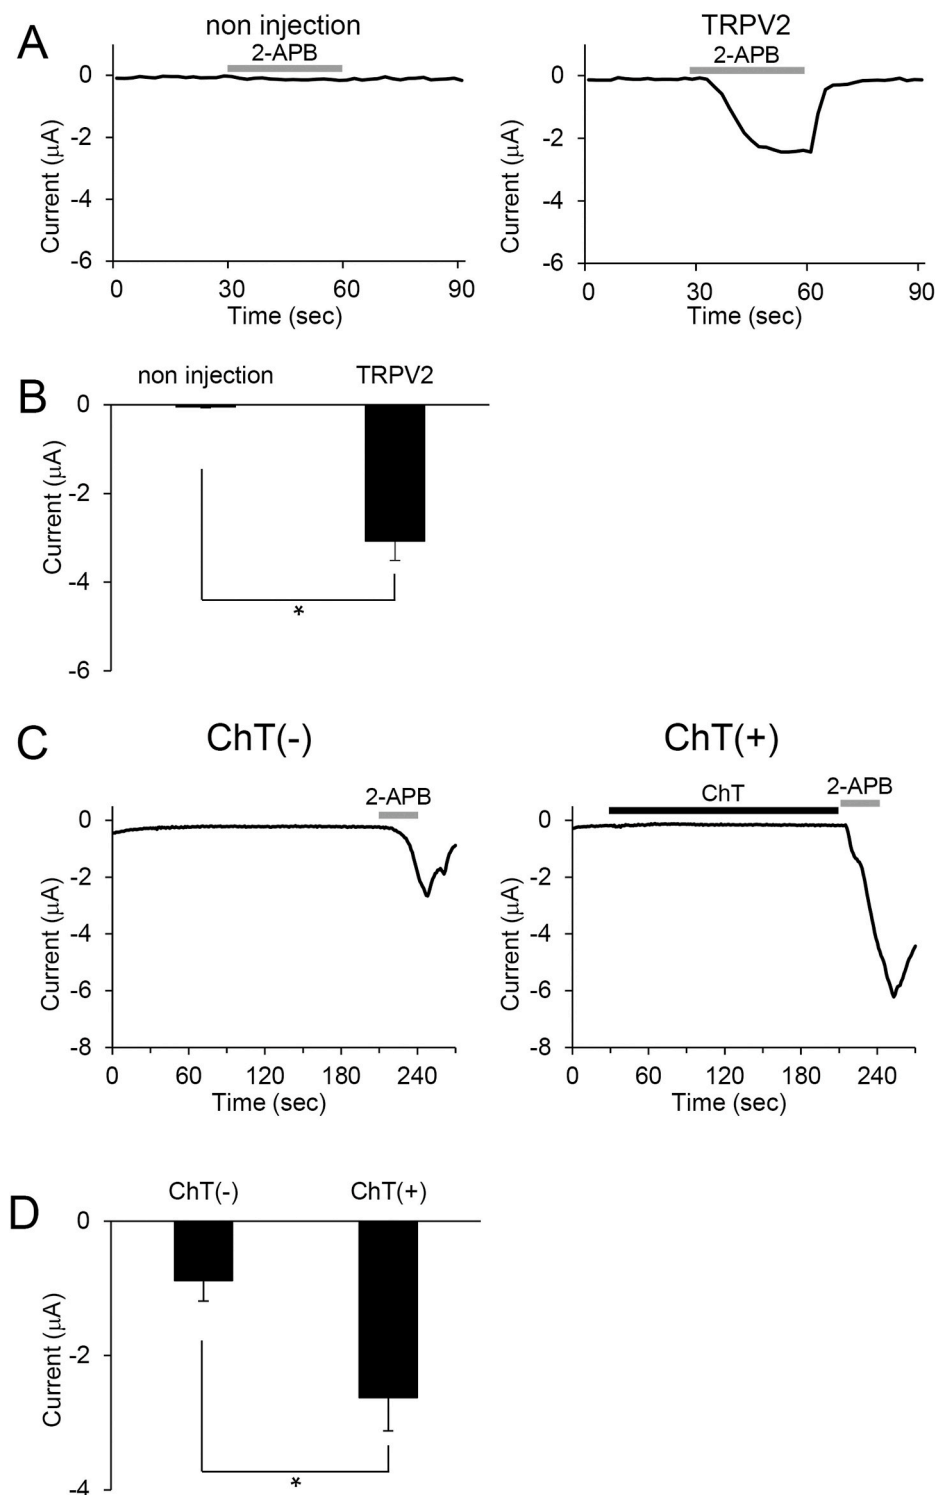 A
non injection
2-APB
0
-2
-4
-6
Current (μA)
0 30 60 90
Time (sec)
TRPV2
2-APB
0
-2
-4
-6
Current (μA)
0 30 60 90
Time (sec)
B
non injection TRPV2
0
-2
-4
-6
Current (μA)
*
C
ChT(-)
2-APB
0
-2
-4
-6
-8
Current (μA)
0 60 120 180 240
Time (sec)
ChT(+)
ChT 2-APB
0
-2
-4
-6
-8
Current (μA)
0 60 120 180 240
Time (sec)
D
ChT(-) ChT(+)
0
-2
-4
Current (μA)
*